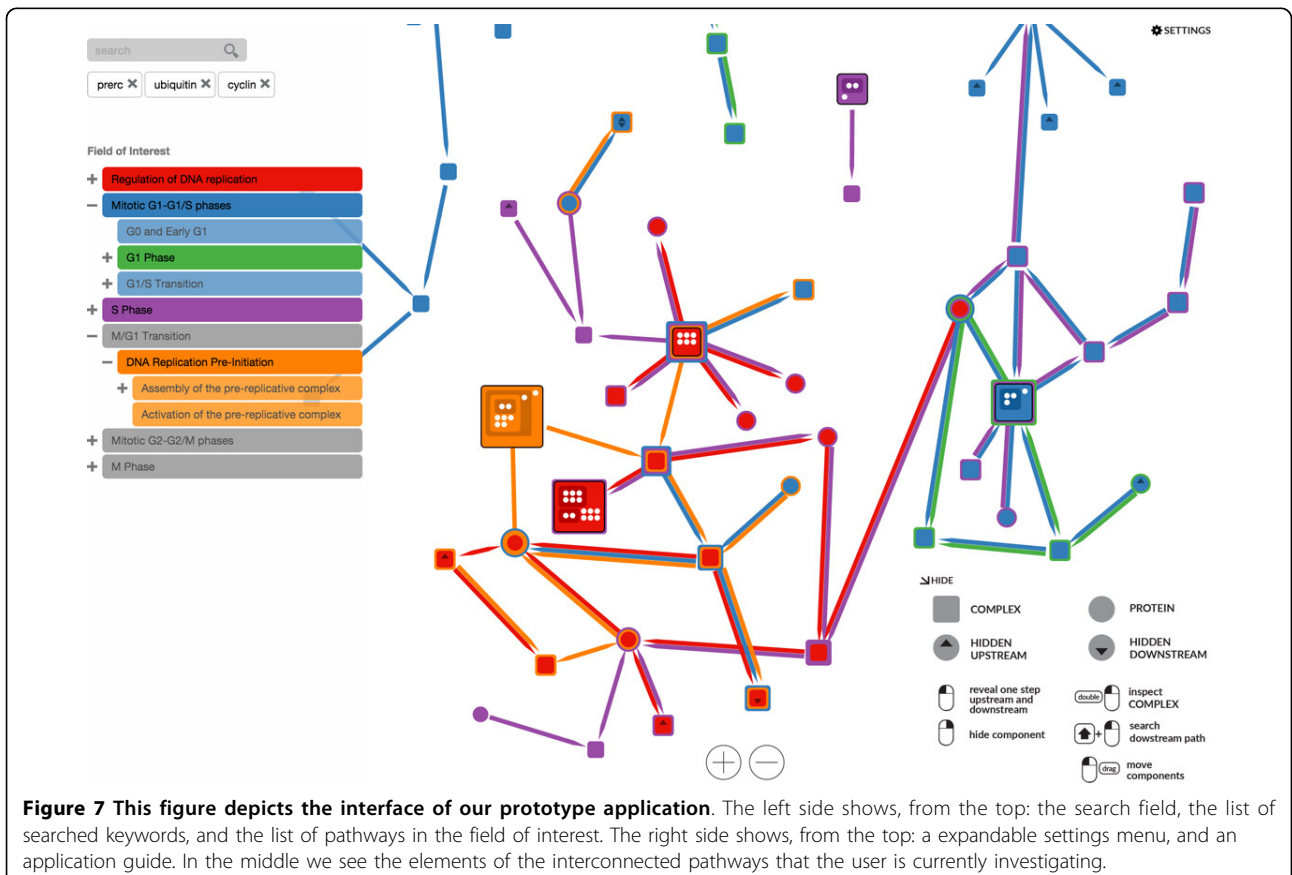 search
prerc ubiquitin cyclin
SETTINGS
Field of Interest
+ Regulation of DNA replication
− Mitotic G1-G1/S phases
G0 and Early G1
+ G1 Phase
+ G1/S Transition
+ S Phase
− M/G1 Transition
− DNA Replication Pre-Initiation
+ Assembly of the pre-replicative complex
Activation of the pre-replicative complex
+ Mitotic G2-G2/M phases
+ M Phase
HIDE
COMPLEX
PROTEIN
HIDDEN
UPSTREAM
HIDDEN
DOWNSTREAM
reveal one step
upstream and
downstream
double
inspect
COMPLEX
hide component
+
search
dowstream path
drag
move
components
Figure 7 This figure depicts the interface of our prototype application. The left side shows, from the top: the search field, the list of
searched keywords, and the list of pathways in the field of interest. The right side shows, from the top: a expandable settings menu, and an
application guide. In the middle we see the elements of the interconnected pathways that the user is currently investigating.